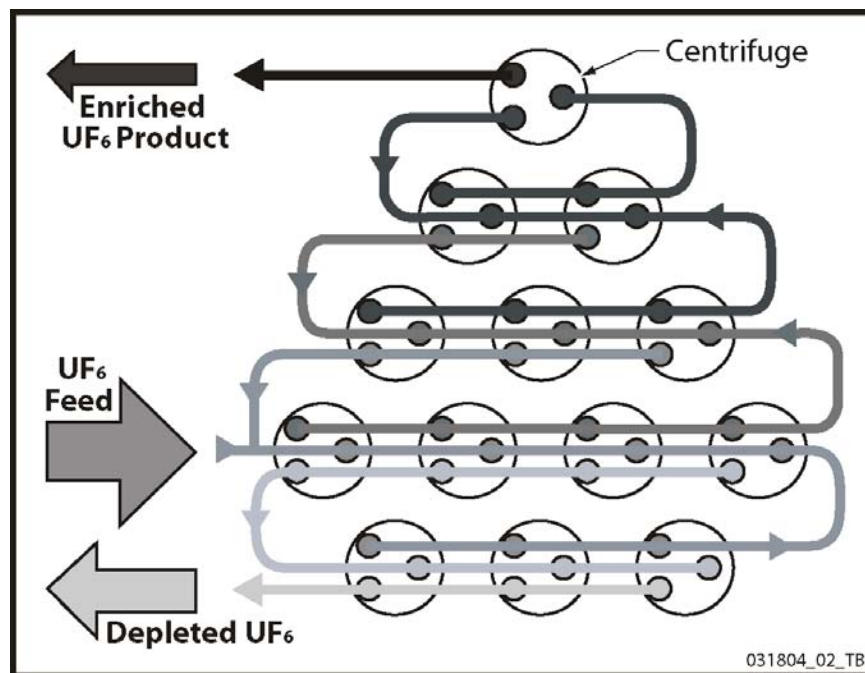 Centrifuge
Enriched
UF₆ Product
UF₆
Feed
Depleted UF₆
031804_02_TB